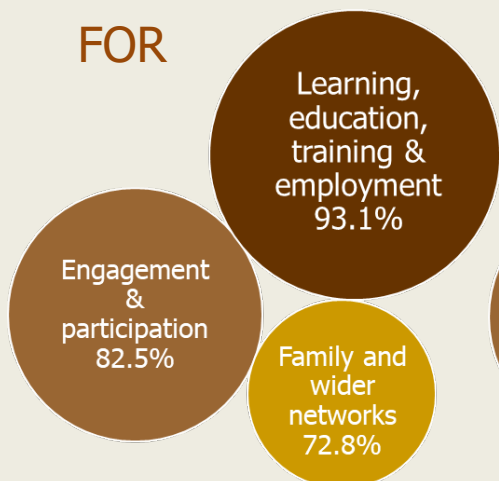 FOR
Learning,
education,
training &
employment
93.1%
Engagement
&
participation
82.5%
Family and
wider
networks
72.8%